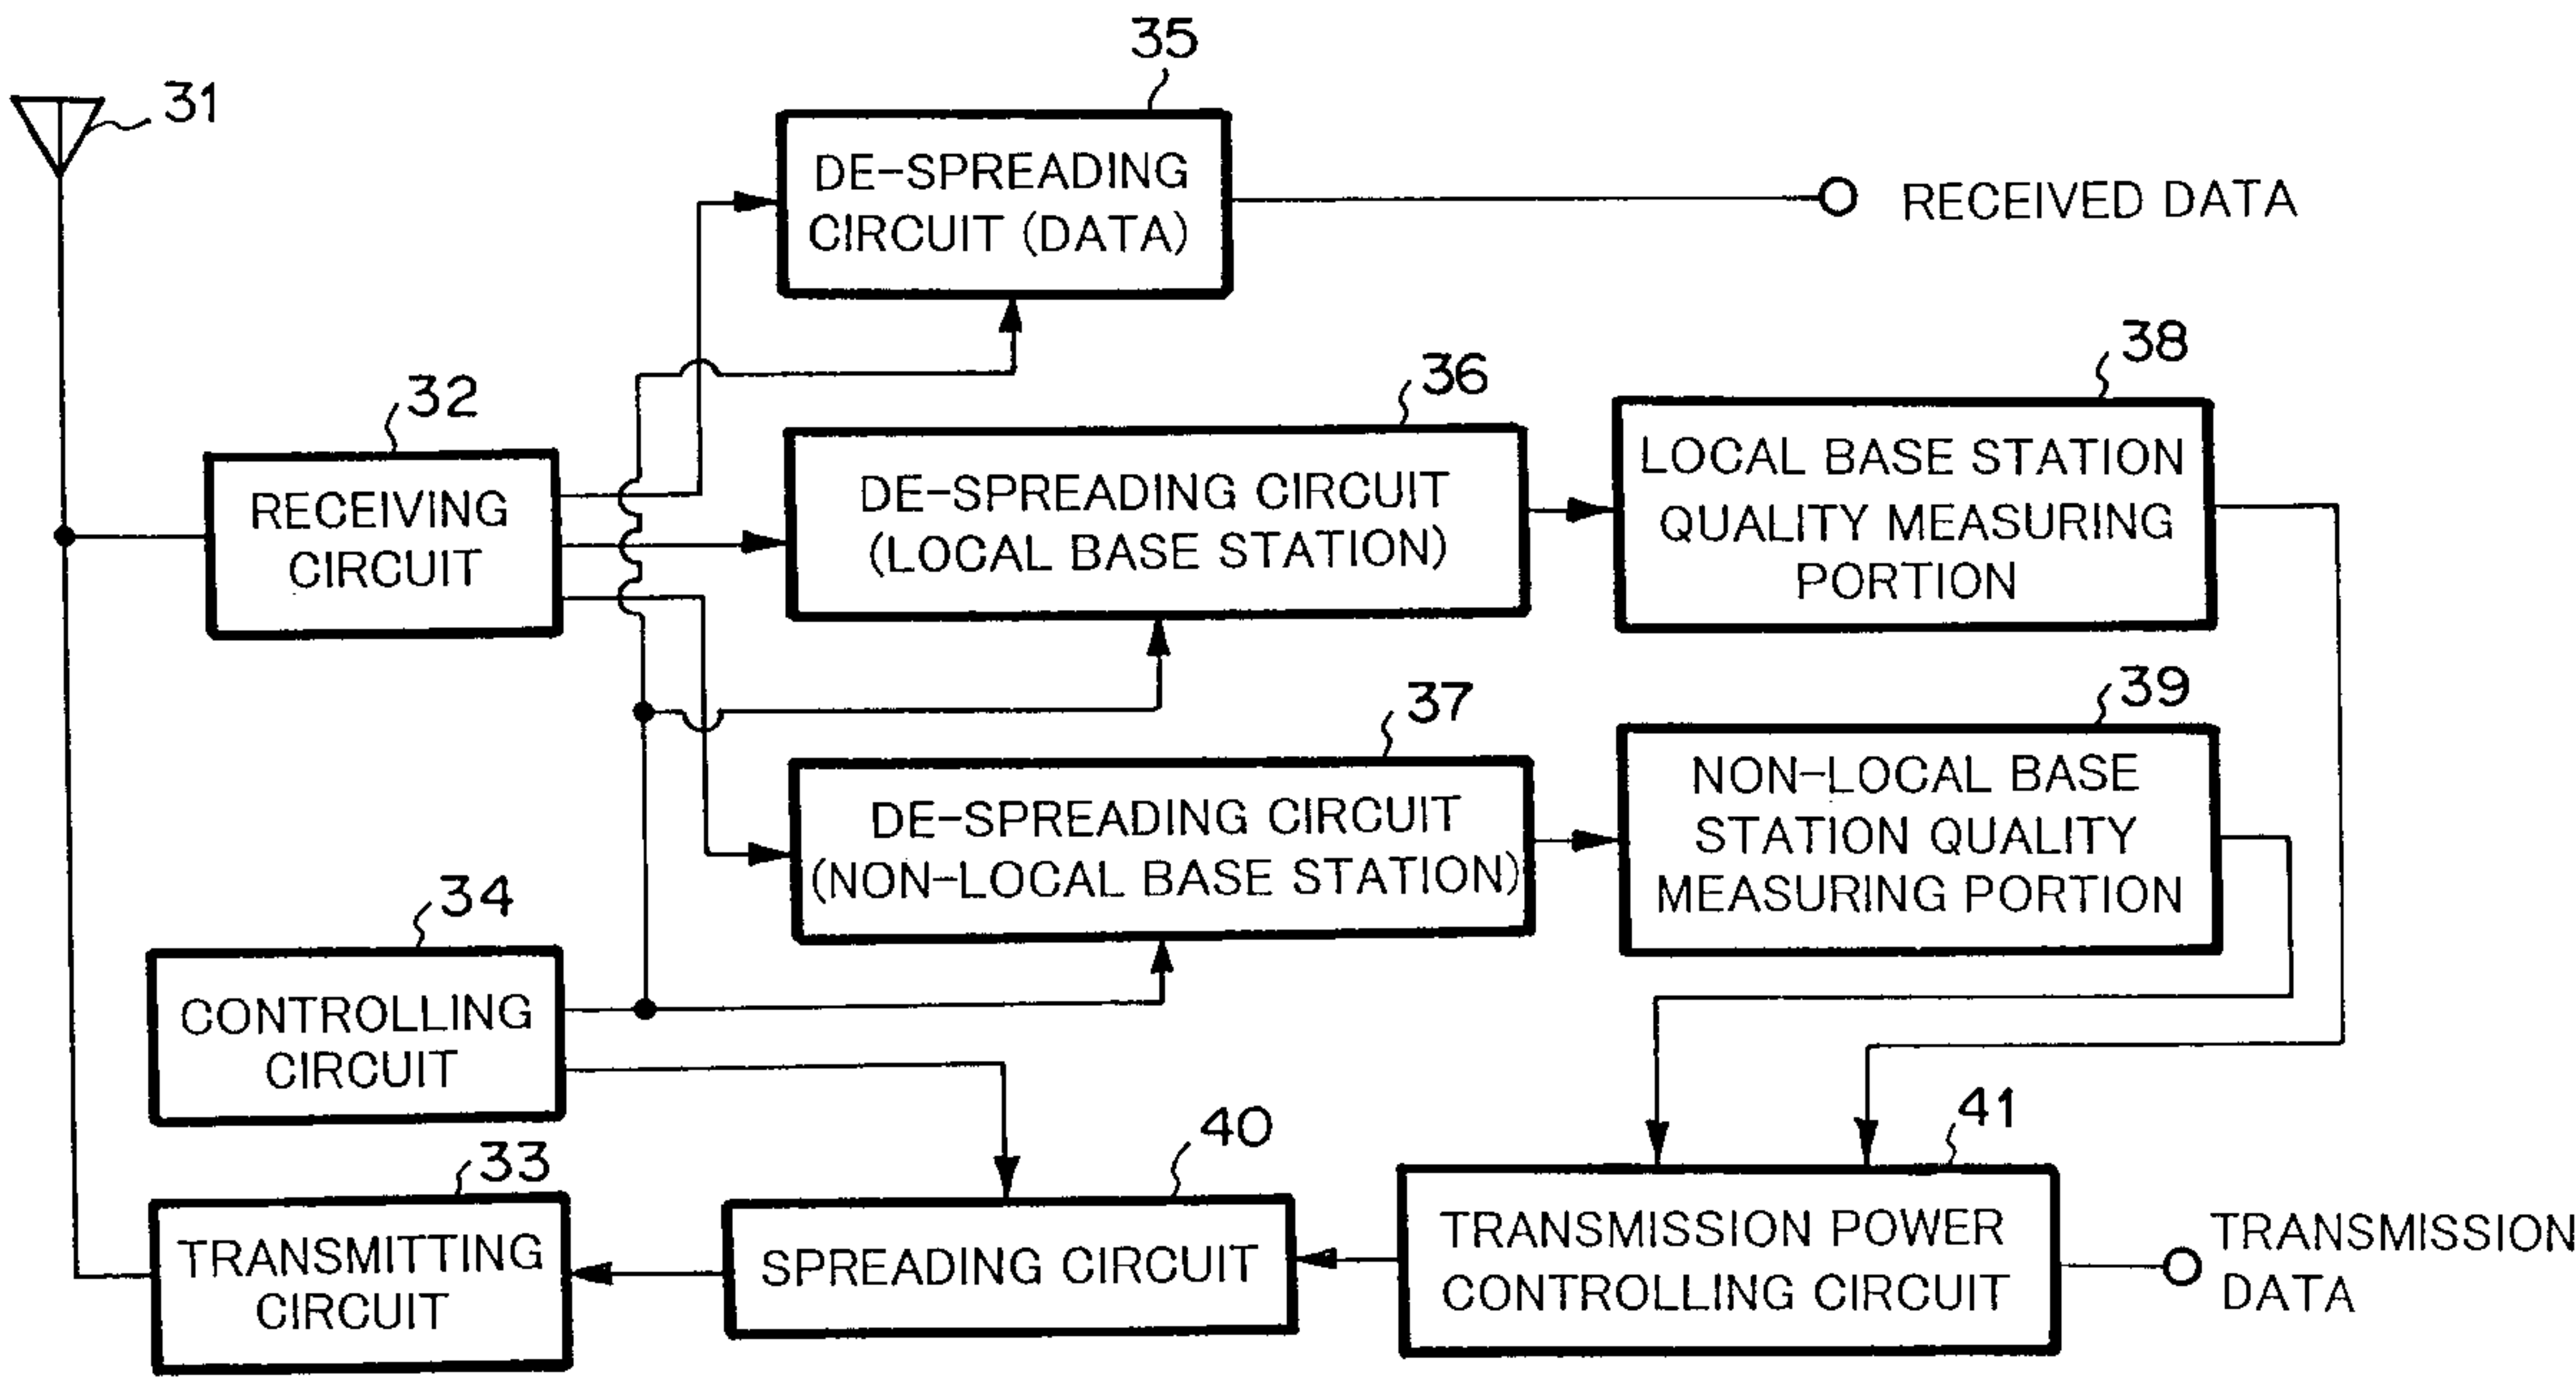 35
31
DE-SPREADING
CIRCUIT (DATA)
RECEIVED DATA
32
RECEIVING
CIRCUIT
36
DE-SPREADING CIRCUIT
(LOCAL BASE STATION)
38
LOCAL BASE STATION
QUALITY MEASURING
PORTION
37
DE-SPREADING CIRCUIT
(NON-LOCAL BASE STATION)
39
NON-LOCAL BASE
STATION QUALITY
MEASURING PORTION
34
CONTROLLING
CIRCUIT
33
TRANSMITTING
CIRCUIT
40
SPREADING CIRCUIT
41
TRANSMISSION POWER
CONTROLLING CIRCUIT
TRANSMISSION
DATA